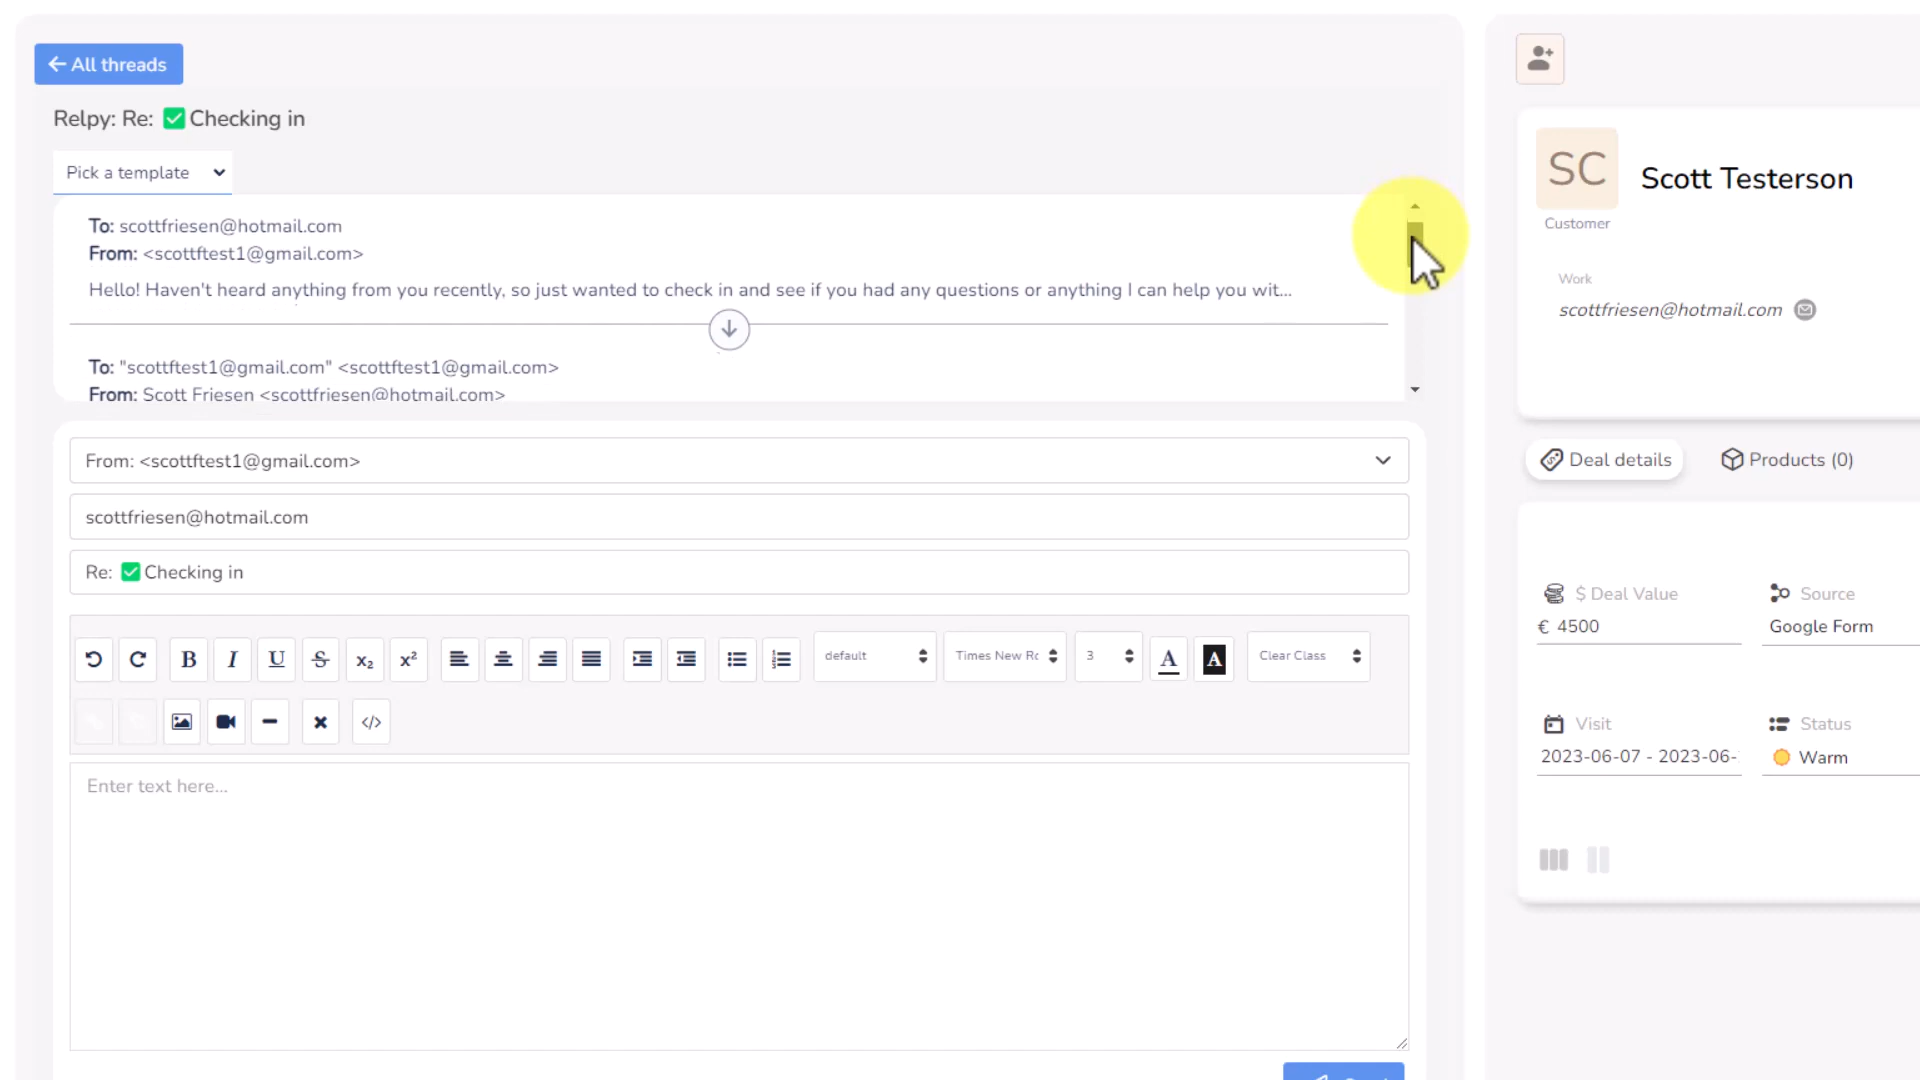 All threads
Relpy: Re: ✅ Checking in
Pick a template
To: scottfriesen@hotmail.com
From: <scottftest1@gmail.com>
Hello! Haven't heard anything from you recently, so just wanted to check in and see if you had any questions or anything I can help you wit...
To: "scottftest1@gmail.com" <scottftest1@gmail.com>
From: Scott Friesen <scottfriesen@hotmail.com>
From: <scottftest1@gmail.com>
scottfriesen@hotmail.com
Re: ✅ Checking in
B I U S x₂ x² default Times New Ro 3 A A Clear Class
</>
Enter text here...
SC
Scott Testerson
Customer
Work
scottfriesen@hotmail.com
Deal details Products (0)
$ Deal Value Source
€ 4500 Google Form
Visit Status
2023-06-07 - 2023-06- Warm